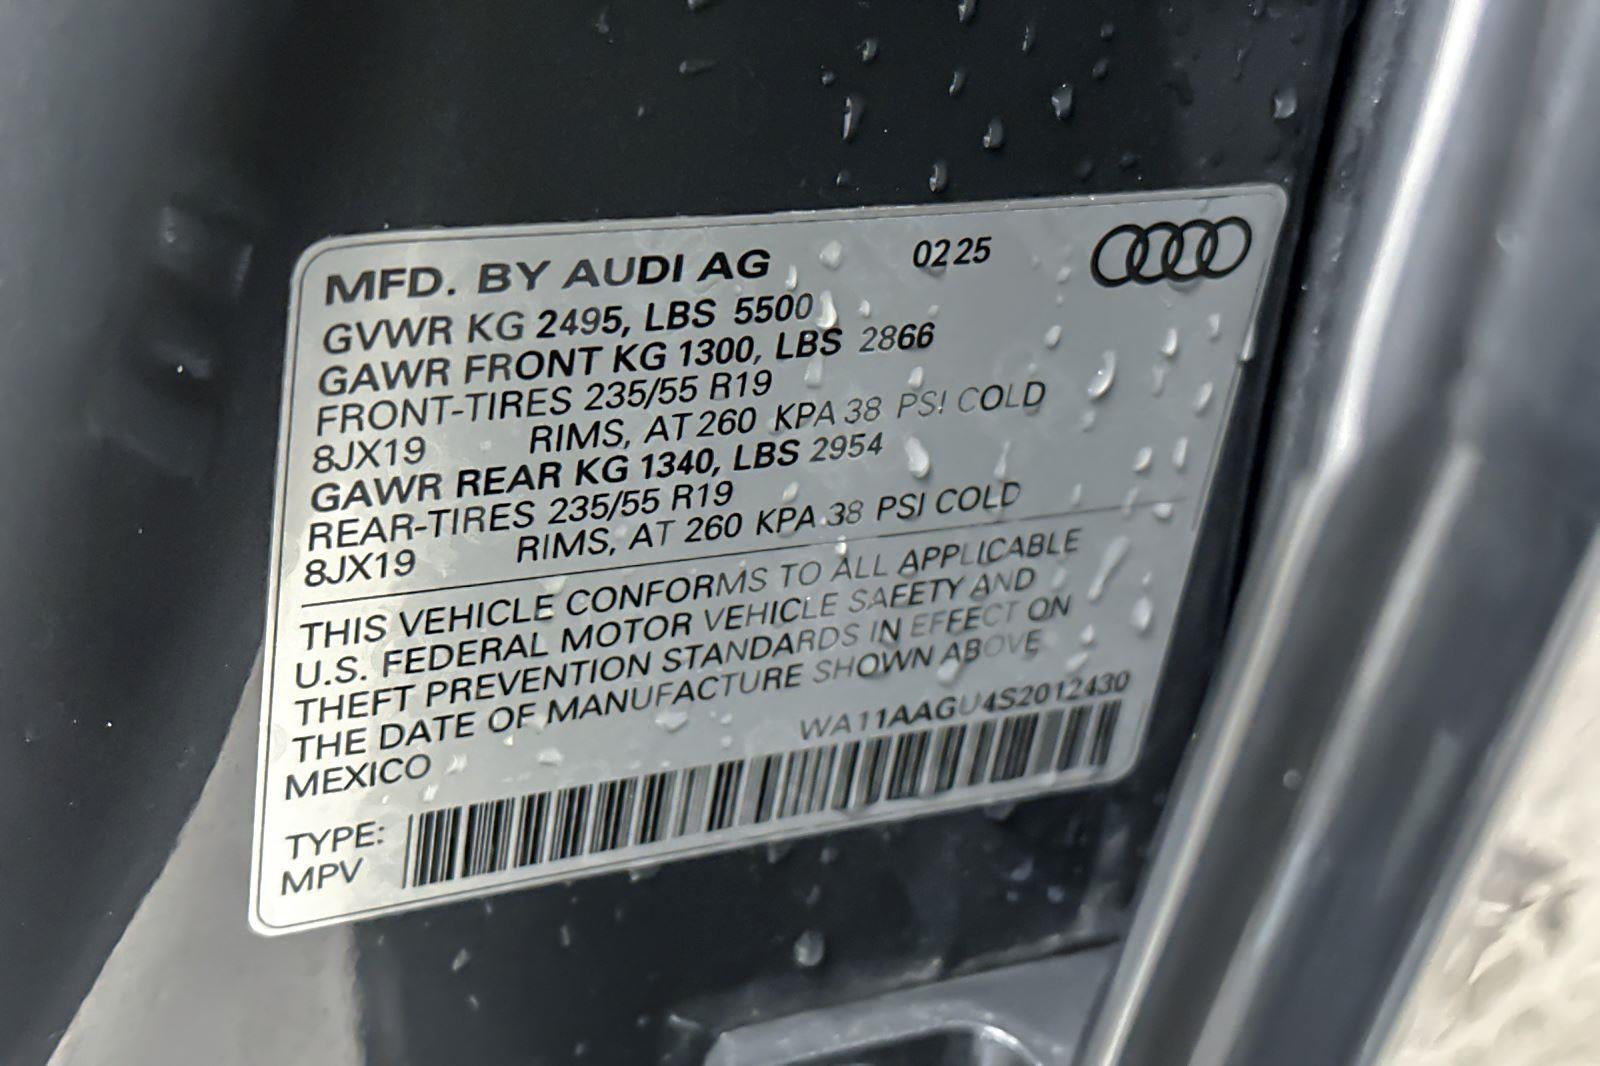 MFD. BY AUDI AG 02 25
GVWR KG 2495, LBS 5500
GAWR FRONT KG 1300, LBS 2866
FRONT-TIRES 235/55 R19
8JX19 RIMS, AT 260 KPA 38 PSI COLD
GAWR REAR KG 1340, LBS 2954
REAR-TIRES 235/55 R19
8JX19 RIMS, AT 260 KPA 38 PSI COLD
THIS VEHICLE CONFORMS TO ALL APPLICABLE
U.S. FEDERAL MOTOR VEHICLE SAFETY AND
THEFT PREVENTION STANDARDS IN EFFECT ON
THE DATE OF MANUFACTURE SHOWN ABOVE
MEXICO WA11AAGU4S2012430
TYPE:
MPV